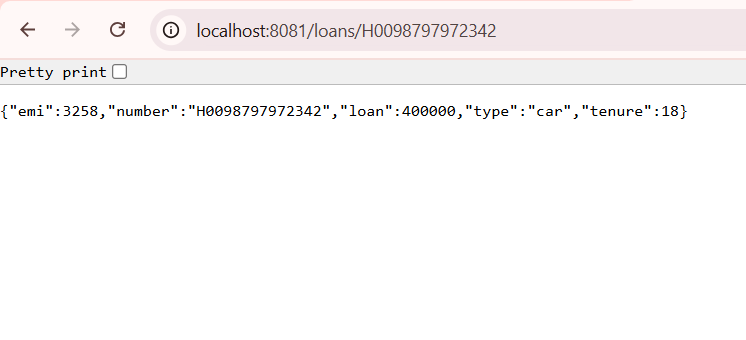 localhost:8081/loans/H0098797972342
Pretty print
{"emi":3258,"number":"H0098797972342","loan":400000,"type":"car","tenure":18}